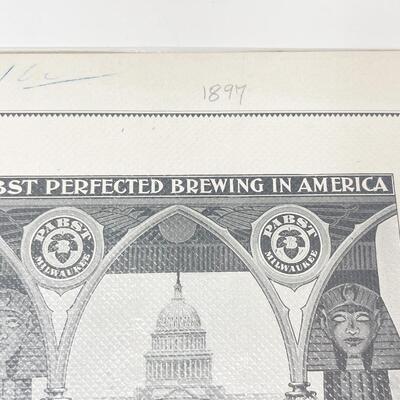 1897
BST PERFECTED BREWING IN AMERICA
PABST
MILWAUKEE
PABST
MILWAUKEE